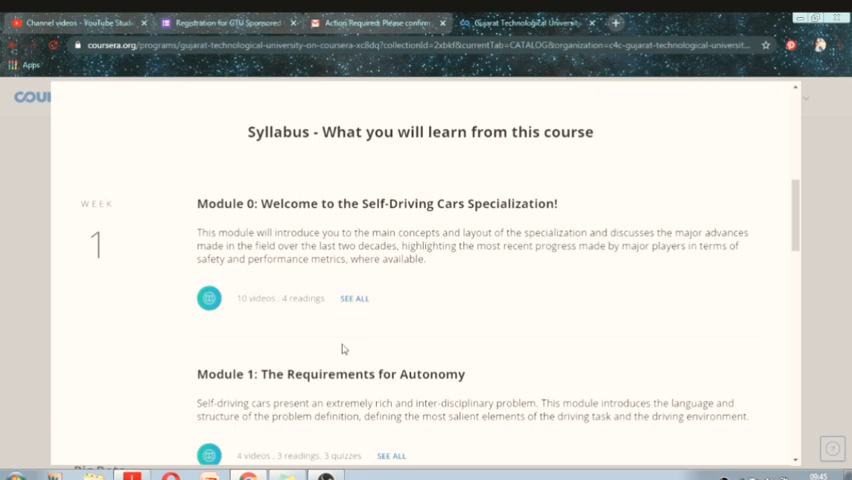 Channel videos - YouTube Stud
Registration for GTU Sponsored
Action Required: Please confirm
Gujarat Technological University
coursera.org/programs/gujarat-technological-university-on-coursera-xc8dq?collectionId=2xbkf&currentTab=CATALOG&organization=c4c-gujarat-technological-universit...
Apps
COU
Syllabus - What you will learn from this course
WEEK
1
Module 0: Welcome to the Self-Driving Cars Specialization!
This module will introduce you to the main concepts and layout of the specialization and discusses the major advances
made in the field over the last two decades, highlighting the most recent progress made by major players in terms of
safety and performance metrics, where available.
10 videos, 4 readings SEE ALL
Module 1: The Requirements for Autonomy
Self-driving cars present an extremely rich and inter-disciplinary problem. This module introduces the language and
structure of the problem definition, defining the most salient elements of the driving task and the driving environment.
4 videos, 3 readings, 3 quizzes SEE ALL
09:45